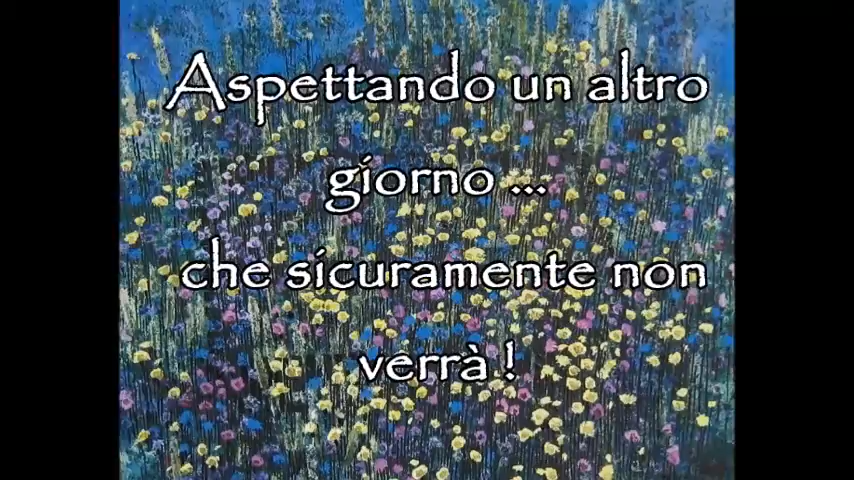 Aspettando un altro
giorno ...
che sicuramente non
verrà !